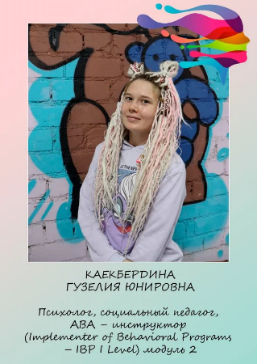 КАЕКБЕРДИНА
ГУЗЕЛИЯ ЮНИРОВНА
Психолог, социальный педагог,
АВА – инструктор
(Implementer of Behavioral Programs
– IBP I Level) модуль 2